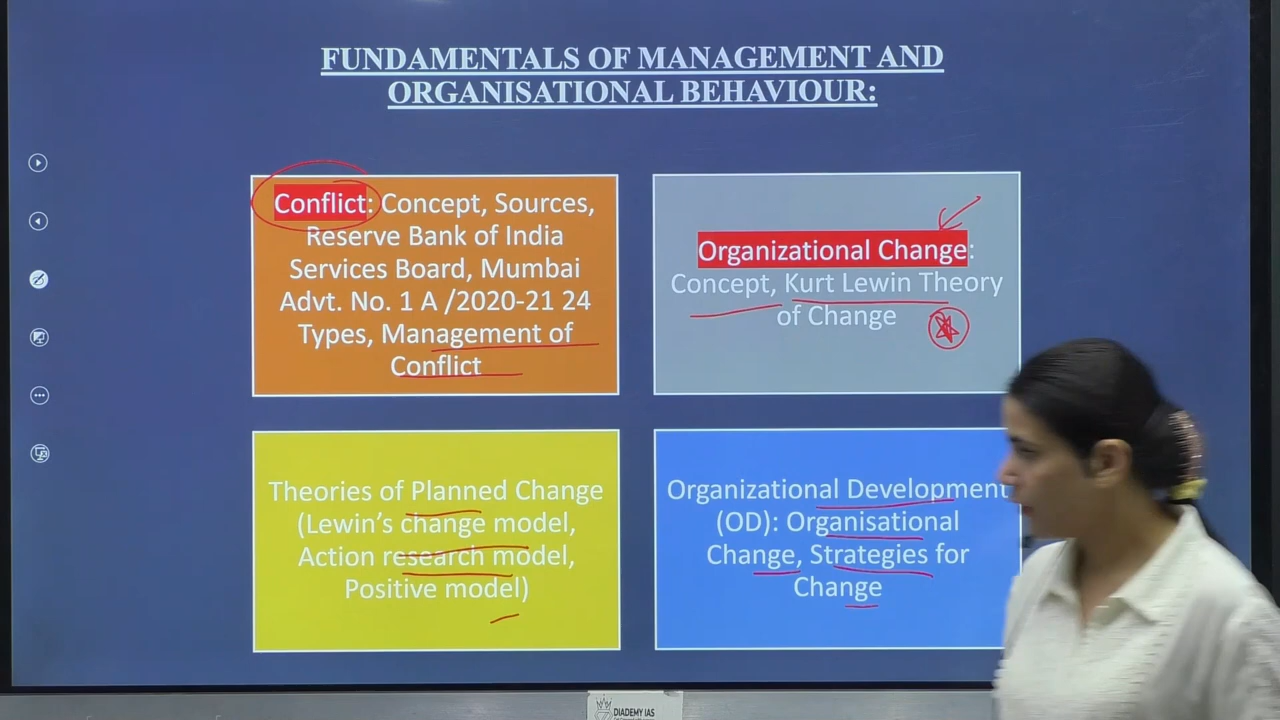 FUNDAMENTALS OF MANAGEMENT AND
ORGANISATIONAL BEHAVIOUR:
Conflict: Concept, Sources,
Reserve Bank of India
Services Board, Mumbai
Advt. No. 1 A /2020-21 24
Types, Management of
Conflict
Organizational Change:
Concept, Kurt Lewin Theory
of Change
Theories of Planned Change
(Lewin’s change model,
Action research model,
Positive model)
Organizational Development
(OD): Organisational
Change, Strategies for
Change
DIADEMY IAS